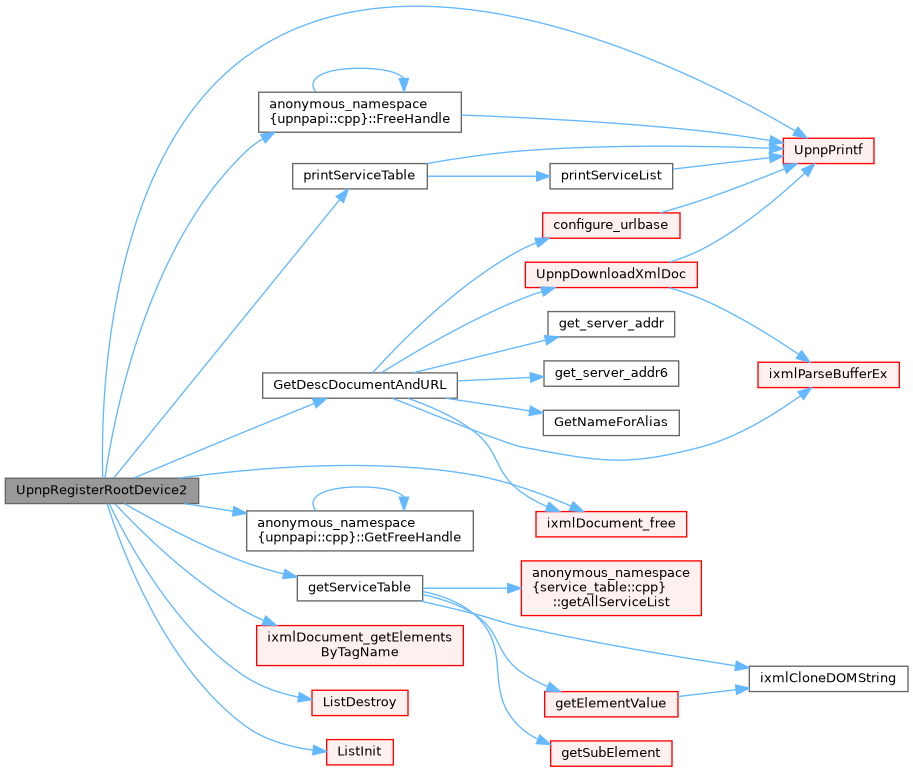 anonymous_namespace
{upnpapi::cpp}::FreeHandle
UpnpPrintf
printServiceTable
printServiceList
configure_urlbase
UpnpDownloadXmlDoc
get_server_addr
get_server_addr6
ixmlParseBufferEx
GetDescDocumentAndURL
GetNameForAlias
UpnpRegisterRootDevice2
anonymous_namespace
{upnpapi::cpp}::GetFreeHandle
ixmlDocument_free
getServiceTable
anonymous_namespace
{service_table::cpp}
::getAllServiceList
ixmlDocument_getElements
ByTagName
ixmlCloneDOMString
ListDestroy
getElementValue
ListInit
getSubElement